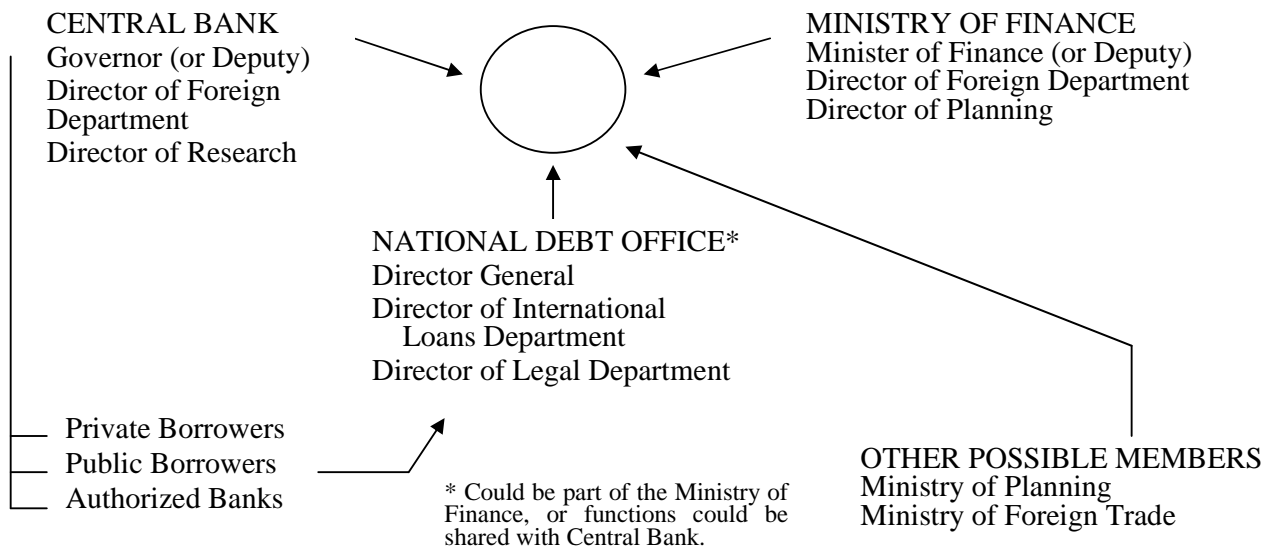 CENTRAL BANK
Governor (or Deputy)
Director of Foreign
Department
Director of Research
MINISTRY OF FINANCE
Minister of Finance (or Deputy)
Director of Foreign Department
Director of Planning
NATIONAL DEBT OFFICE*
Director General
Director of International
Loans Department
Director of Legal Department
Private Borrowers
Public Borrowers
Authorized Banks
* Could be part of the Ministry of
Finance, or functions could be
shared with Central Bank.
OTHER POSSIBLE MEMBERS
Ministry of Planning
Ministry of Foreign Trade